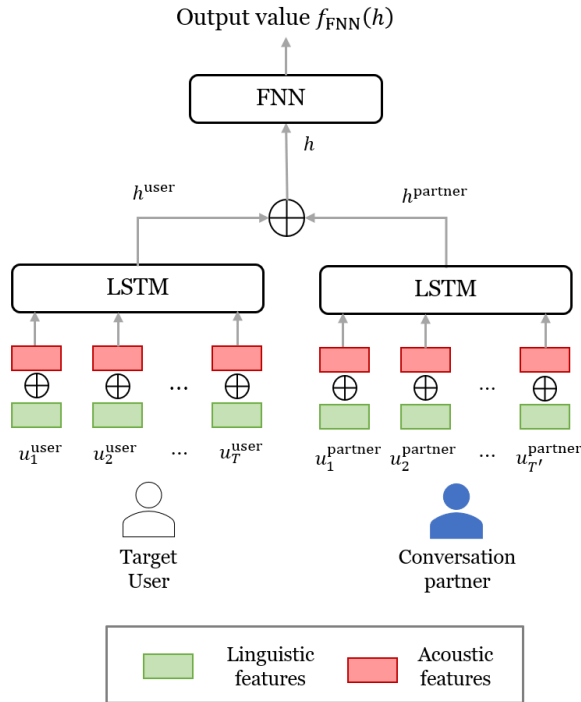 Output value f_FNN(h)
FNN
h
h^user
h^partner
LSTM
LSTM
...
...
u_1^user u_2^user ... u_T^user
u_1^partner u_2^partner ... u_T'^partner
Target
User
Conversation
partner
Linguistic
features
Acoustic
features